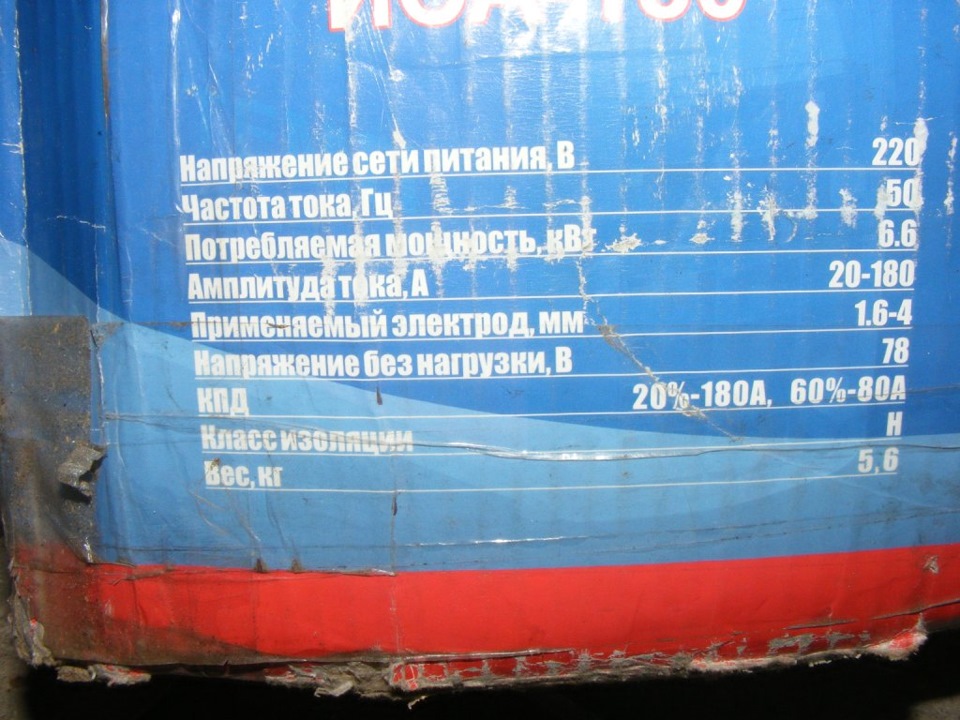 Напряжение сети питания, В 220
Частота тока, Гц 50
Потребляемая мощность, кВт 6.6
Амплитуда тока, А 20-180
Применяемый электрод, мм 1.6-4
Напряжение без нагрузки, В 78
КПД 20%-180А, 60%-80А
Класс изоляции H
Вес, кг 5,6